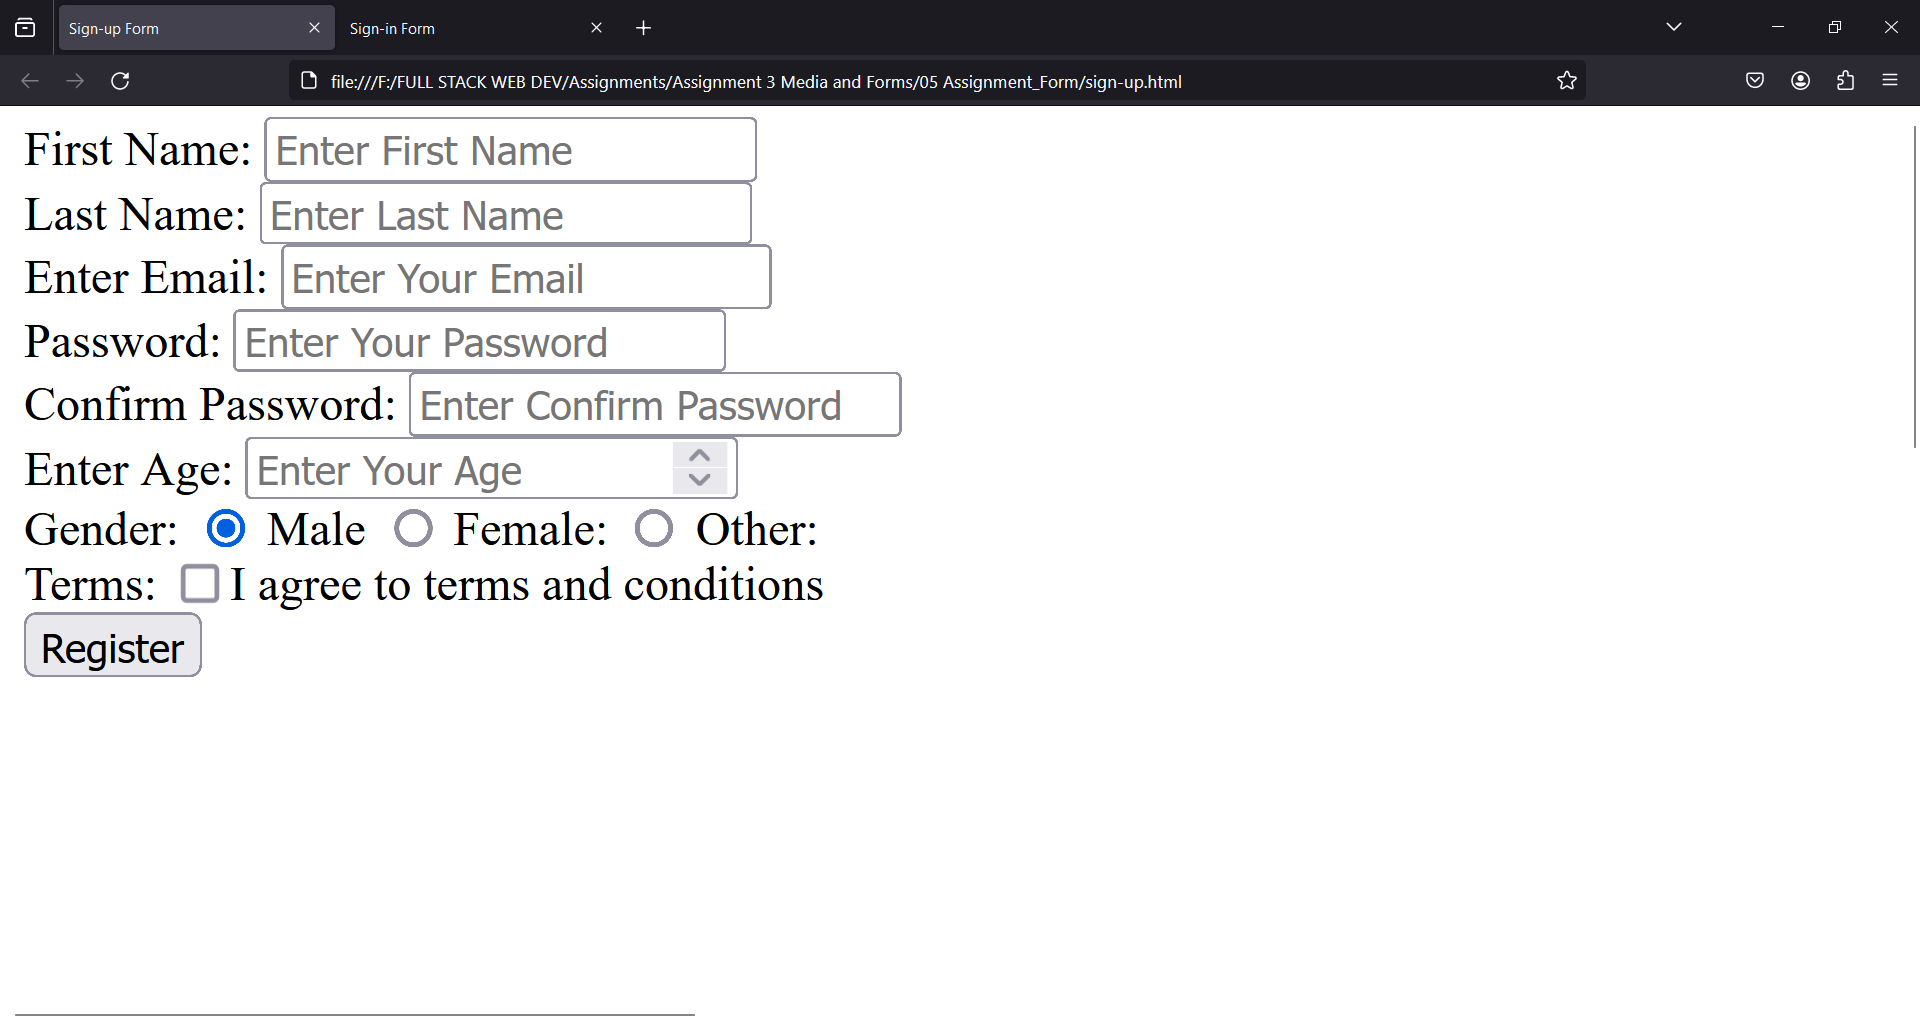 Sign-up Form
Sign-in Form
file:///F:/FULL STACK WEB DEV/Assignments/Assignment 3 Media and Forms/05 Assignment_Form/sign-up.html
First Name: Enter First Name
Last Name: Enter Last Name
Enter Email: Enter Your Email
Password: Enter Your Password
Confirm Password: Enter Confirm Password
Enter Age: Enter Your Age
Gender: Male Female: Other:
Terms: I agree to terms and conditions
Register